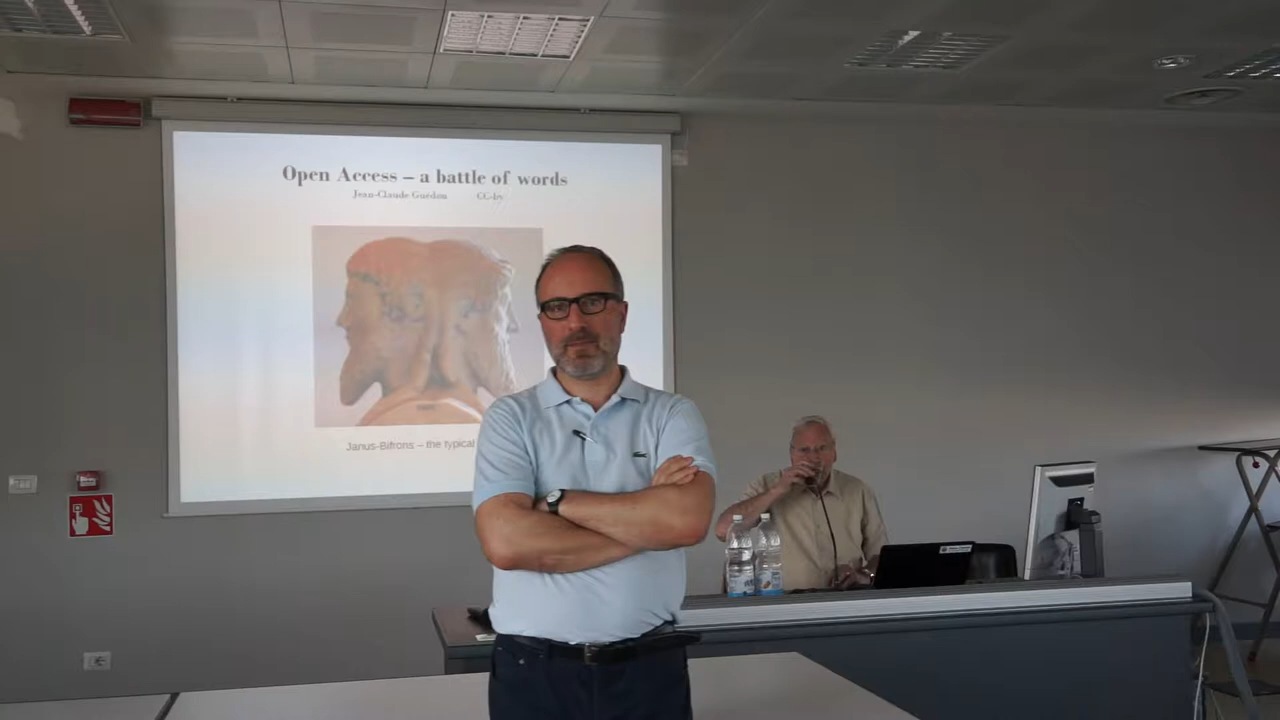 Open Access – a battle of words
Jean-Claude Guédon CC-by
Janus-Bifrons – the typical